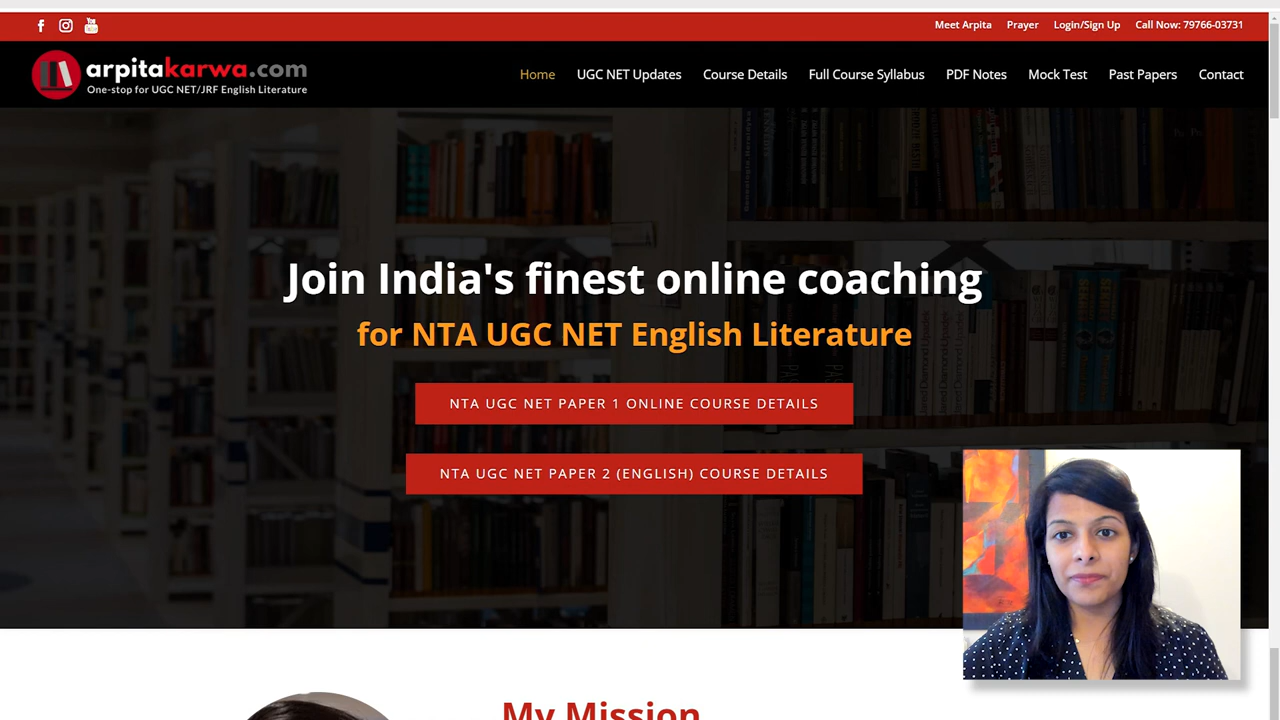 Meet Arpita Prayer Login/Sign Up Call Now: 79766-03731
arpitakarwa.com
One-stop for UGC NET/JRF English Literature
Home UGC NET Updates Course Details Full Course Syllabus PDF Notes Mock Test Past Papers Contact
Join India's finest online coaching
for NTA UGC NET English Literature
NTA UGC NET PAPER 1 ONLINE COURSE DETAILS
NTA UGC NET PAPER 2 (ENGLISH) COURSE DETAILS
My Mission